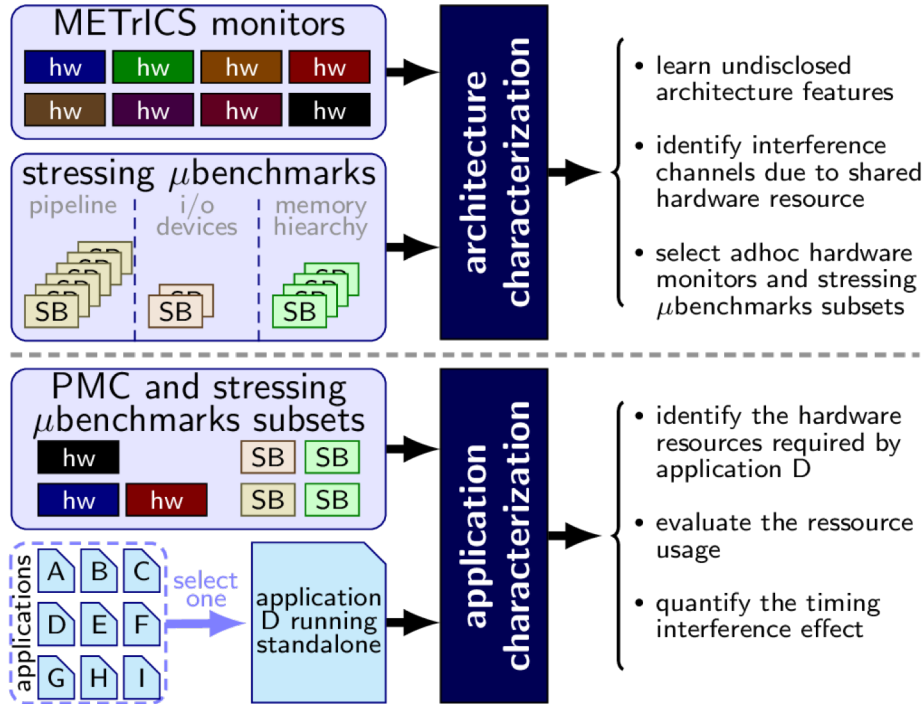 METrICS monitors
hw hw hw hw
hw hw hw hw
stressing μbenchmarks
pipeline
i/o
devices
memory
hiearchy
SB
SB
SB
architecture
characterization
• learn undisclosed
architecture features
• identify interference
channels due to shared
hardware resource
• select adhoc hardware
monitors and stressing
μbenchmarks subsets
PMC and stressing
μbenchmarks subsets
hw
hw hw
SB SB
SB SB
applications
A B C
D E F
G H I
select
one
application
D running
standalone
application
characterization
• identify the hardware
resources required by
application D
• evaluate the ressource
usage
• quantify the timing
interference effect